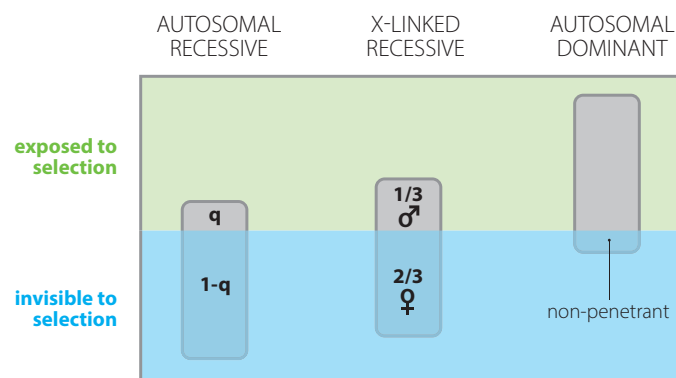 AUTOSOMAL
RECESSIVE
X-LINKED
RECESSIVE
AUTOSOMAL
DOMINANT
exposed to
selection
q
1/3
♂
1-q
2/3
♀
invisible to
selection
non-penetrant